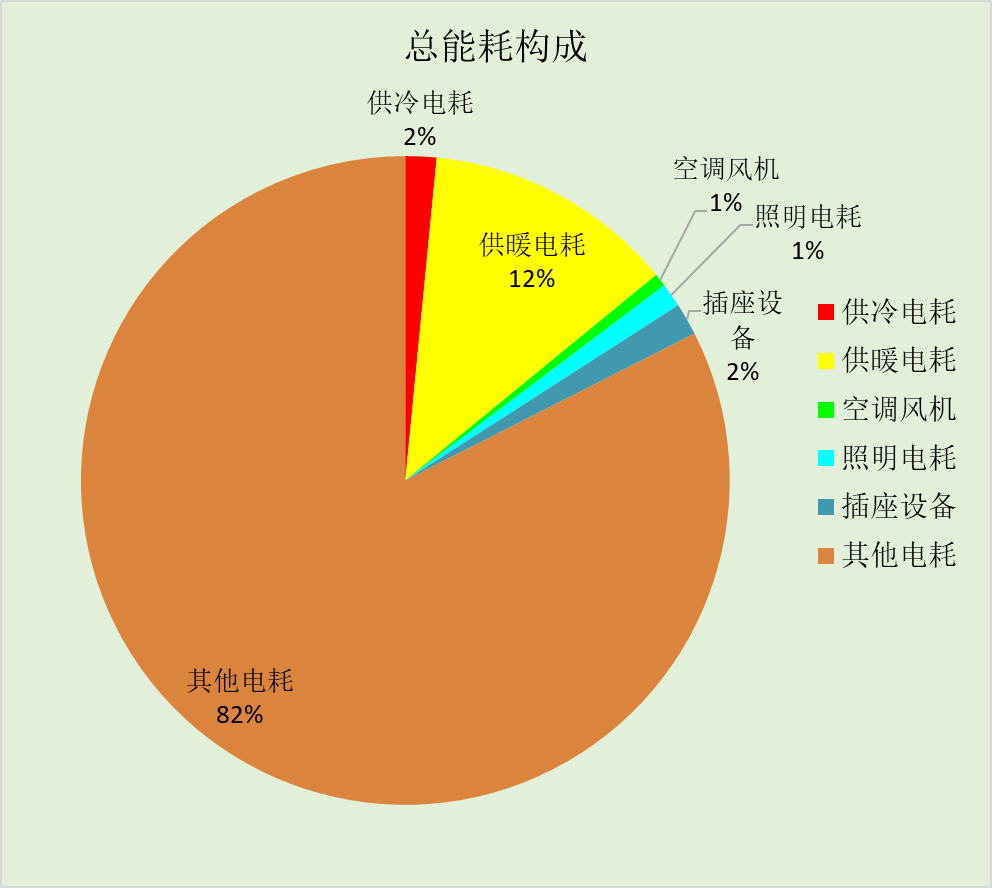 总能耗构成
供冷电耗
2%
空调风机
1%
照明电耗
1%
供暖电耗
12%
插座设
备
2%
其他电耗
82%
供冷电耗
供暖电耗
空调风机
照明电耗
插座设备
其他电耗